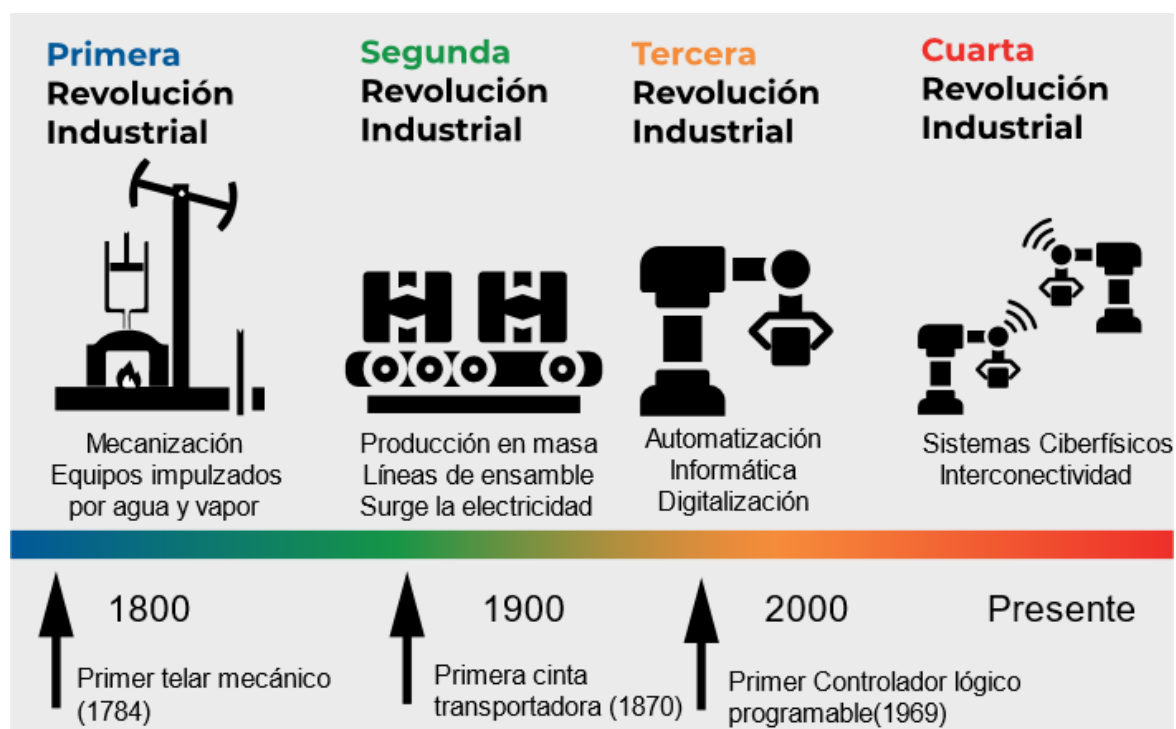 Primera
Revolución
Industrial
Segunda
Revolución
Industrial
Tercera
Revolución
Industrial
Cuarta
Revolución
Industrial
Mecanización
Equipos impulzados
por agua y vapor
Producción en masa
Líneas de ensamble
Surge la electricidad
Automatización
Informática
Digitalización
Sistemas Ciberfísicos
Interconectividad
1800
1900
2000
Presente
Primer telar mecánico
(1784)
Primera cinta
transportadora (1870)
Primer Controlador lógico
programable(1969)